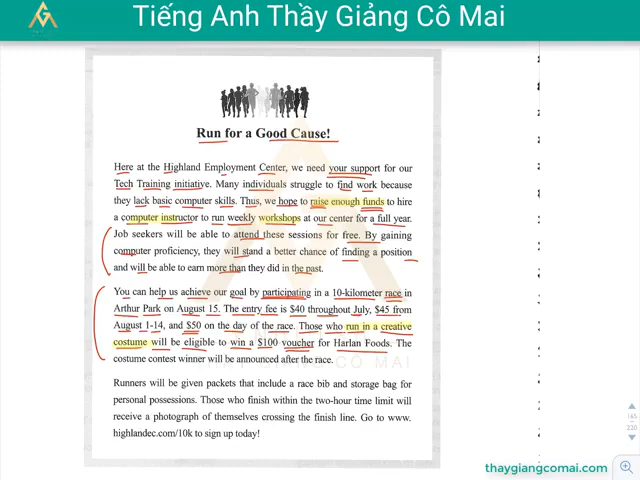 Tiếng Anh Thầy Giảng Cô Mai
Run for a Good Cause!
Here at the Highland Employment Center, we need your support for our
Tech Training initiative. Many individuals struggle to find work because
they lack basic computer skills. Thus, we hope to raise enough funds to hire
a computer instructor to run weekly workshops at our center for a full year.
Job seekers will be able to attend these sessions for free. By gaining
computer proficiency, they will stand a better chance of finding a position
and will be able to earn more than they did in the past.
You can help us achieve our goal by participating in a 10-kilometer race in
Arthur Park on August 15. The entry fee is $40 throughout July, $45 from
August 1-14, and $50 on the day of the race. Those who run in a creative
costume will be eligible to win a $100 voucher for Harlan Foods. The
costume contest winner will be announced after the race.
Runners will be given packets that include a race bib and storage bag for
personal possessions. Those who finish within the two-hour time limit will
receive a photograph of themselves crossing the finish line. Go to www.
highlandec.com/10k to sign up today!
165
220
thaygiangcomai.com